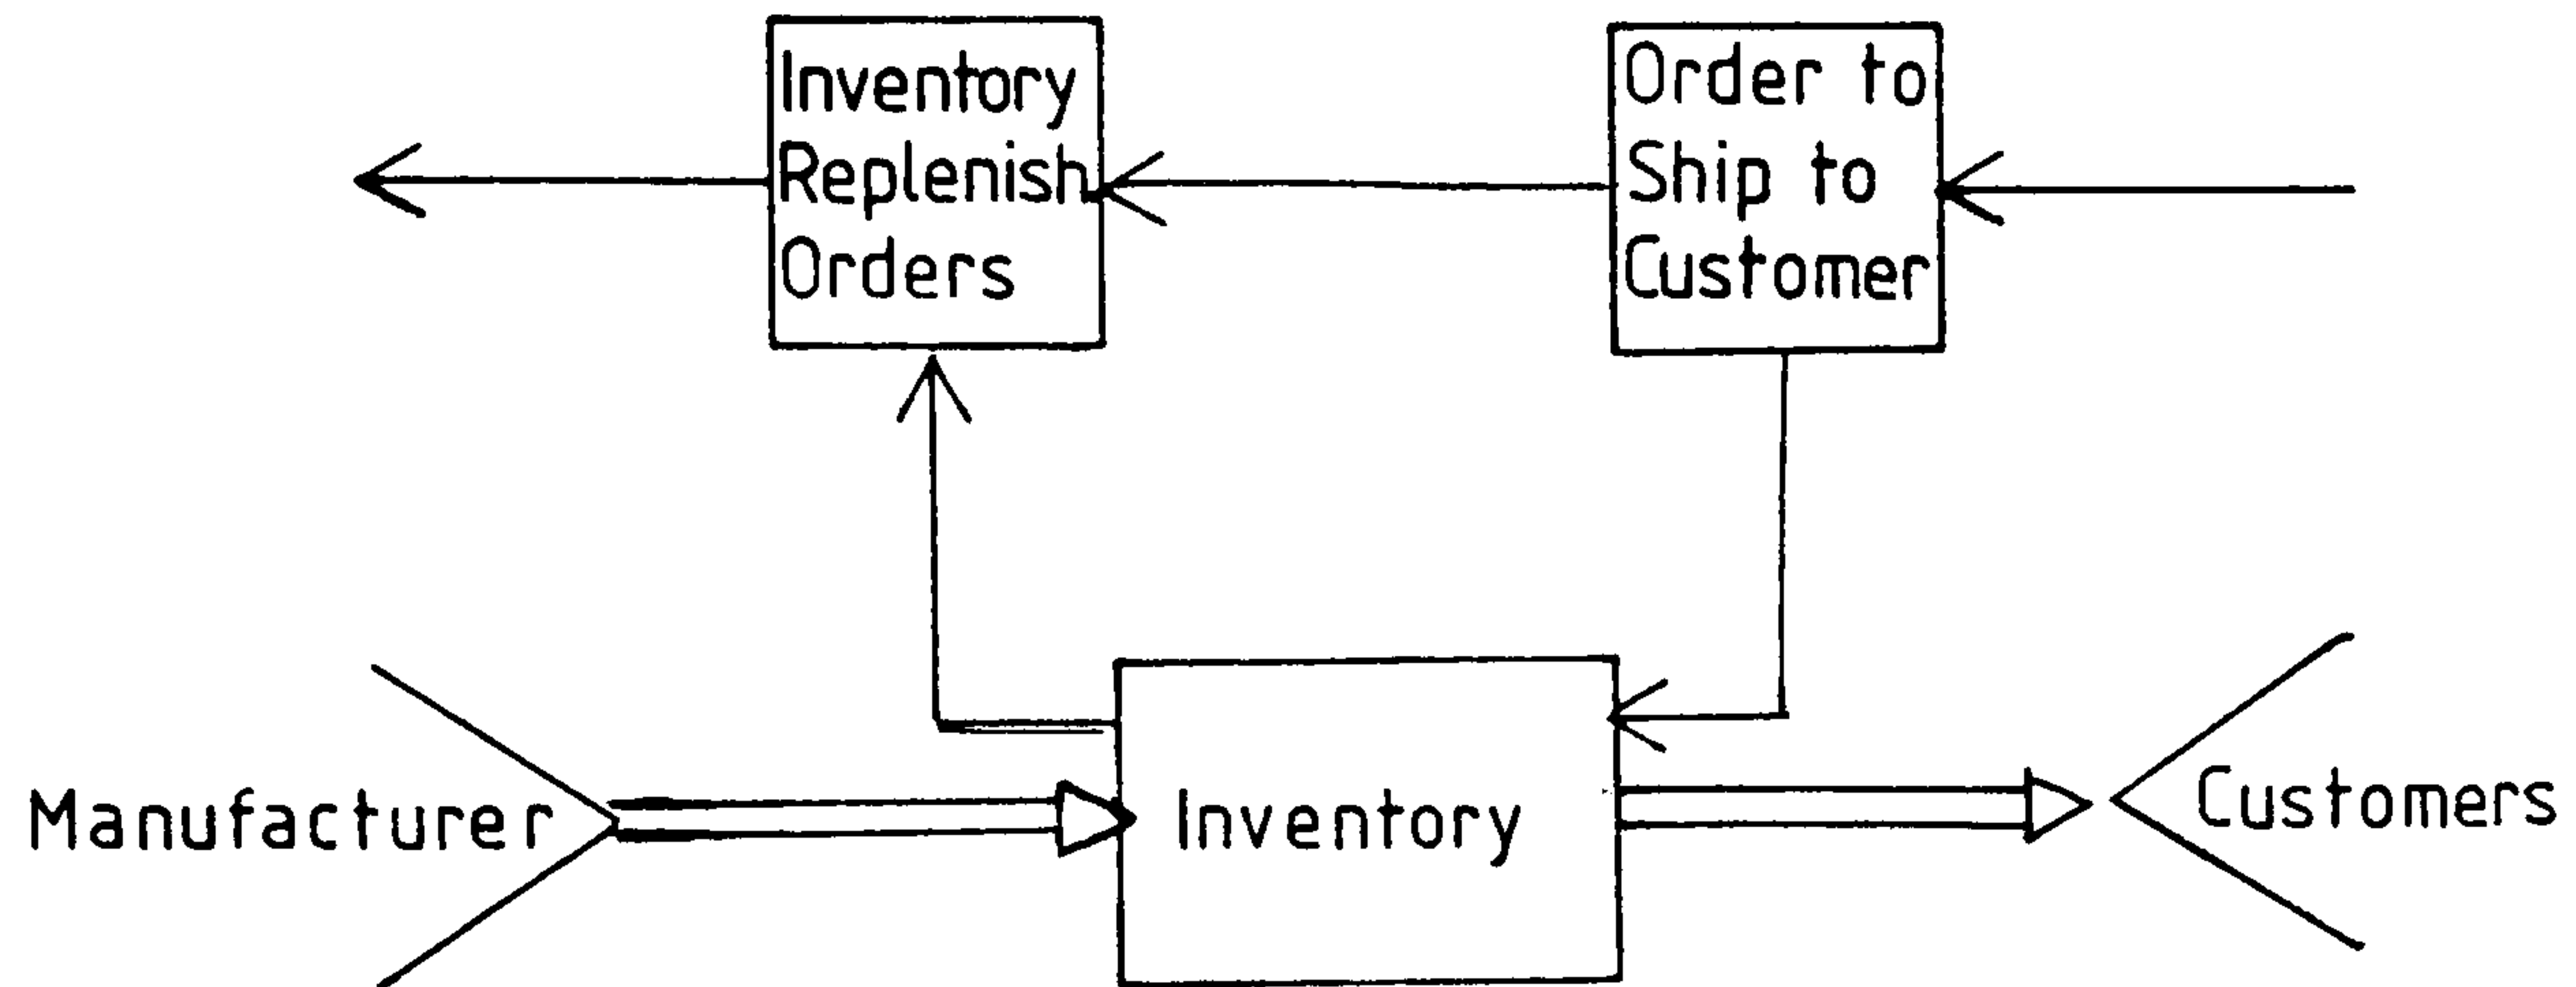 Inventory
Replenish
Orders
Order to
Ship to
Customer
Manufacturer
Inventory
Customers